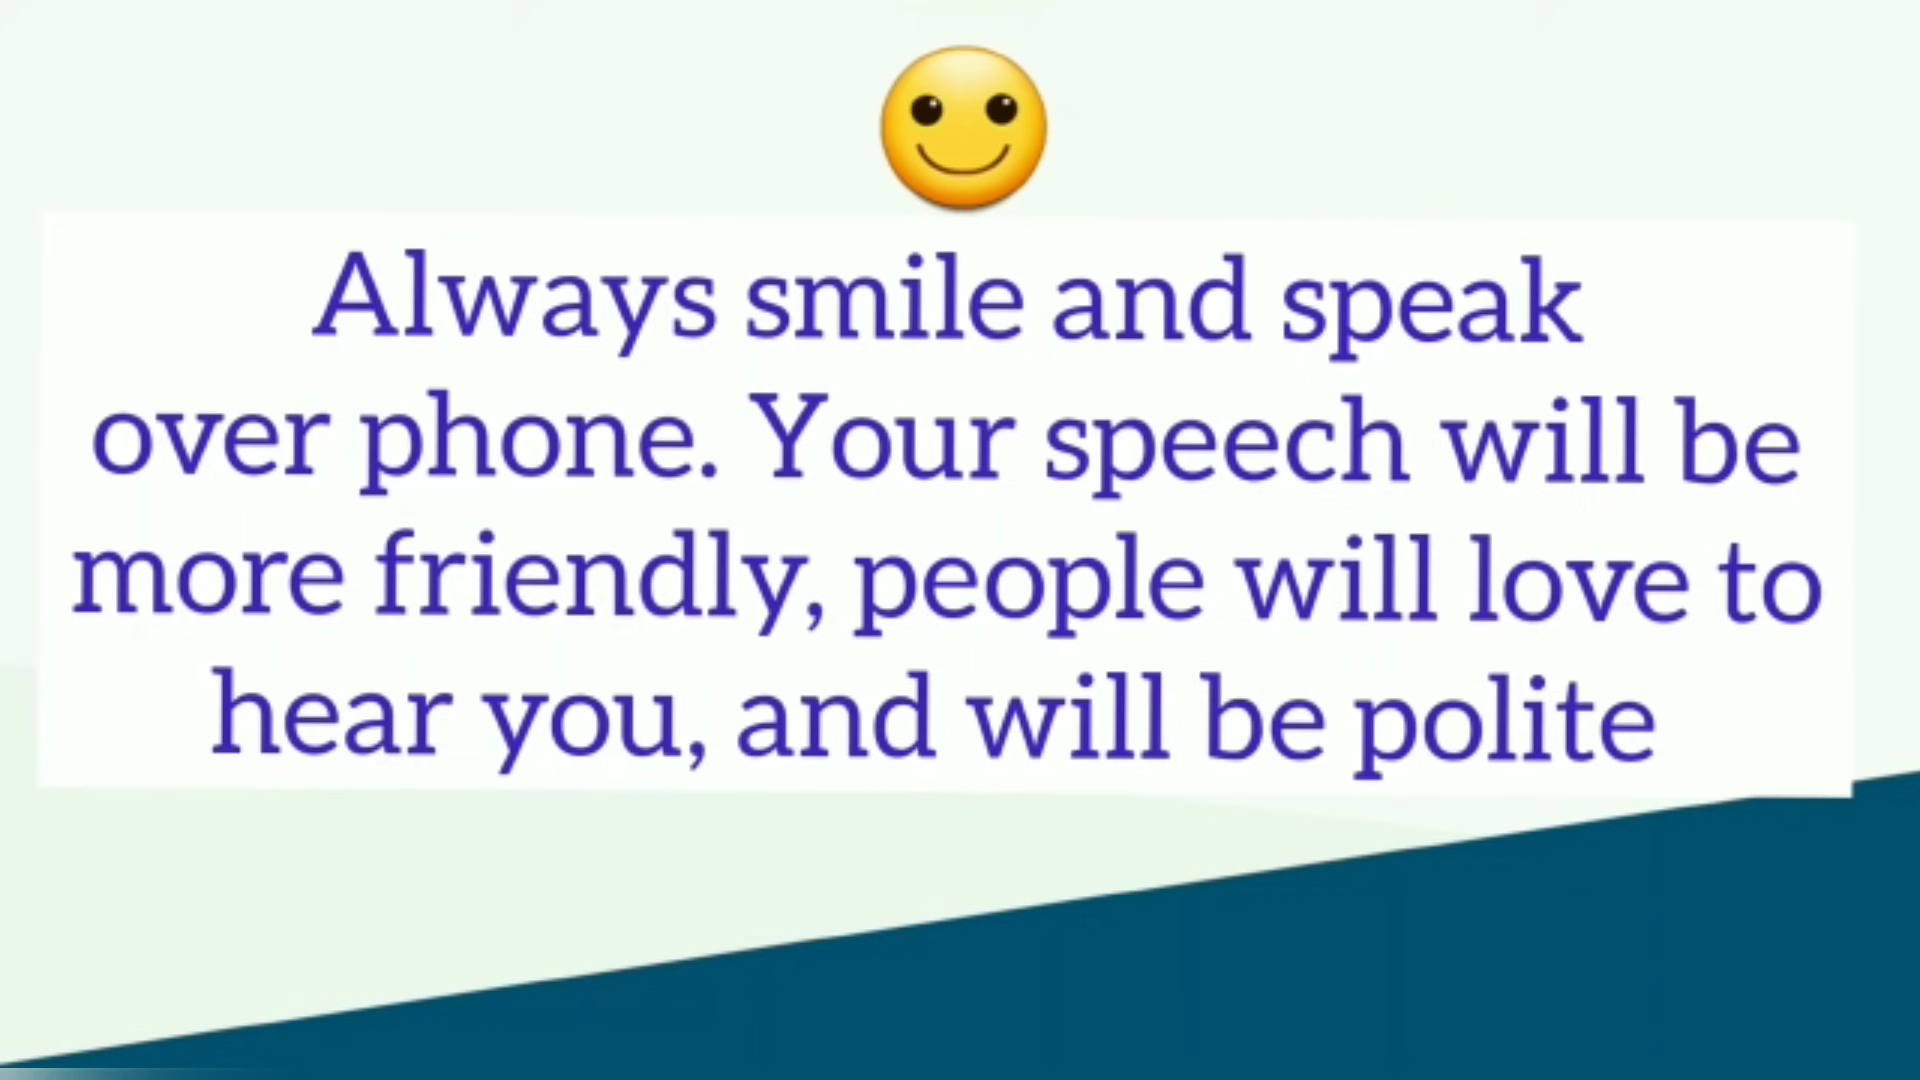 Always smile and speak
over phone. Your speech will be
more friendly, people will love to
hear you, and will be polite